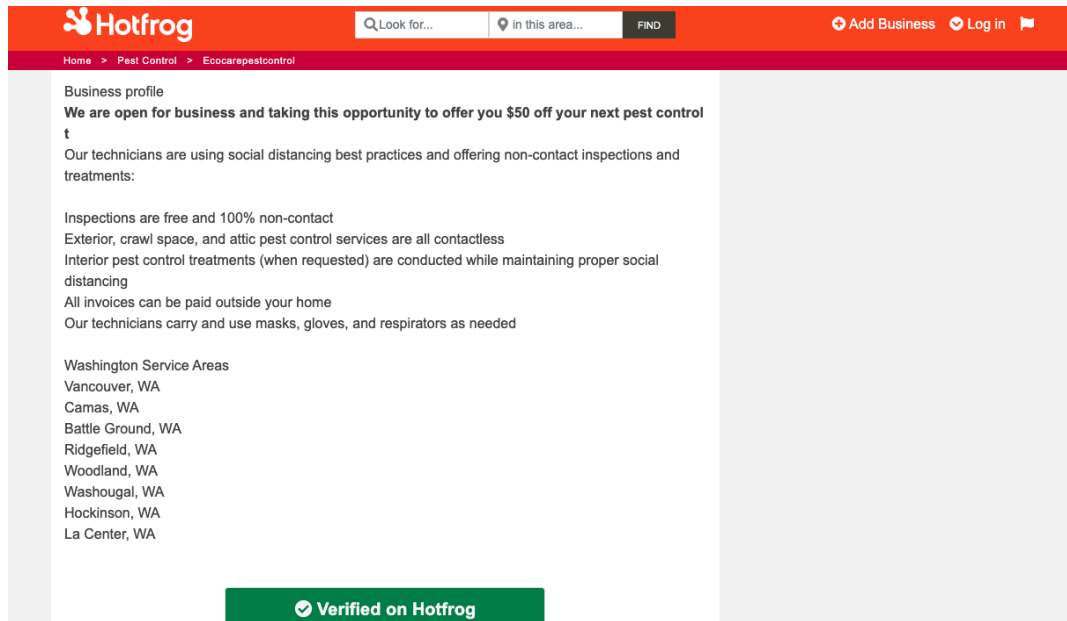 Hotfrog
Look for... in this area... FIND
Add Business Log in
Home > Pest Control > Ecocarepestcontrol
Business profile
We are open for business and taking this opportunity to offer you $50 off your next pest control
t
Our technicians are using social distancing best practices and offering non-contact inspections and
treatments:
Inspections are free and 100% non-contact
Exterior, crawl space, and attic pest control services are all contactless
Interior pest control treatments (when requested) are conducted while maintaining proper social
distancing
All invoices can be paid outside your home
Our technicians carry and use masks, gloves, and respirators as needed
Washington Service Areas
Vancouver, WA
Camas, WA
Battle Ground, WA
Ridgefield, WA
Woodland, WA
Washougal, WA
Hockinson, WA
La Center, WA
Verified on Hotfrog